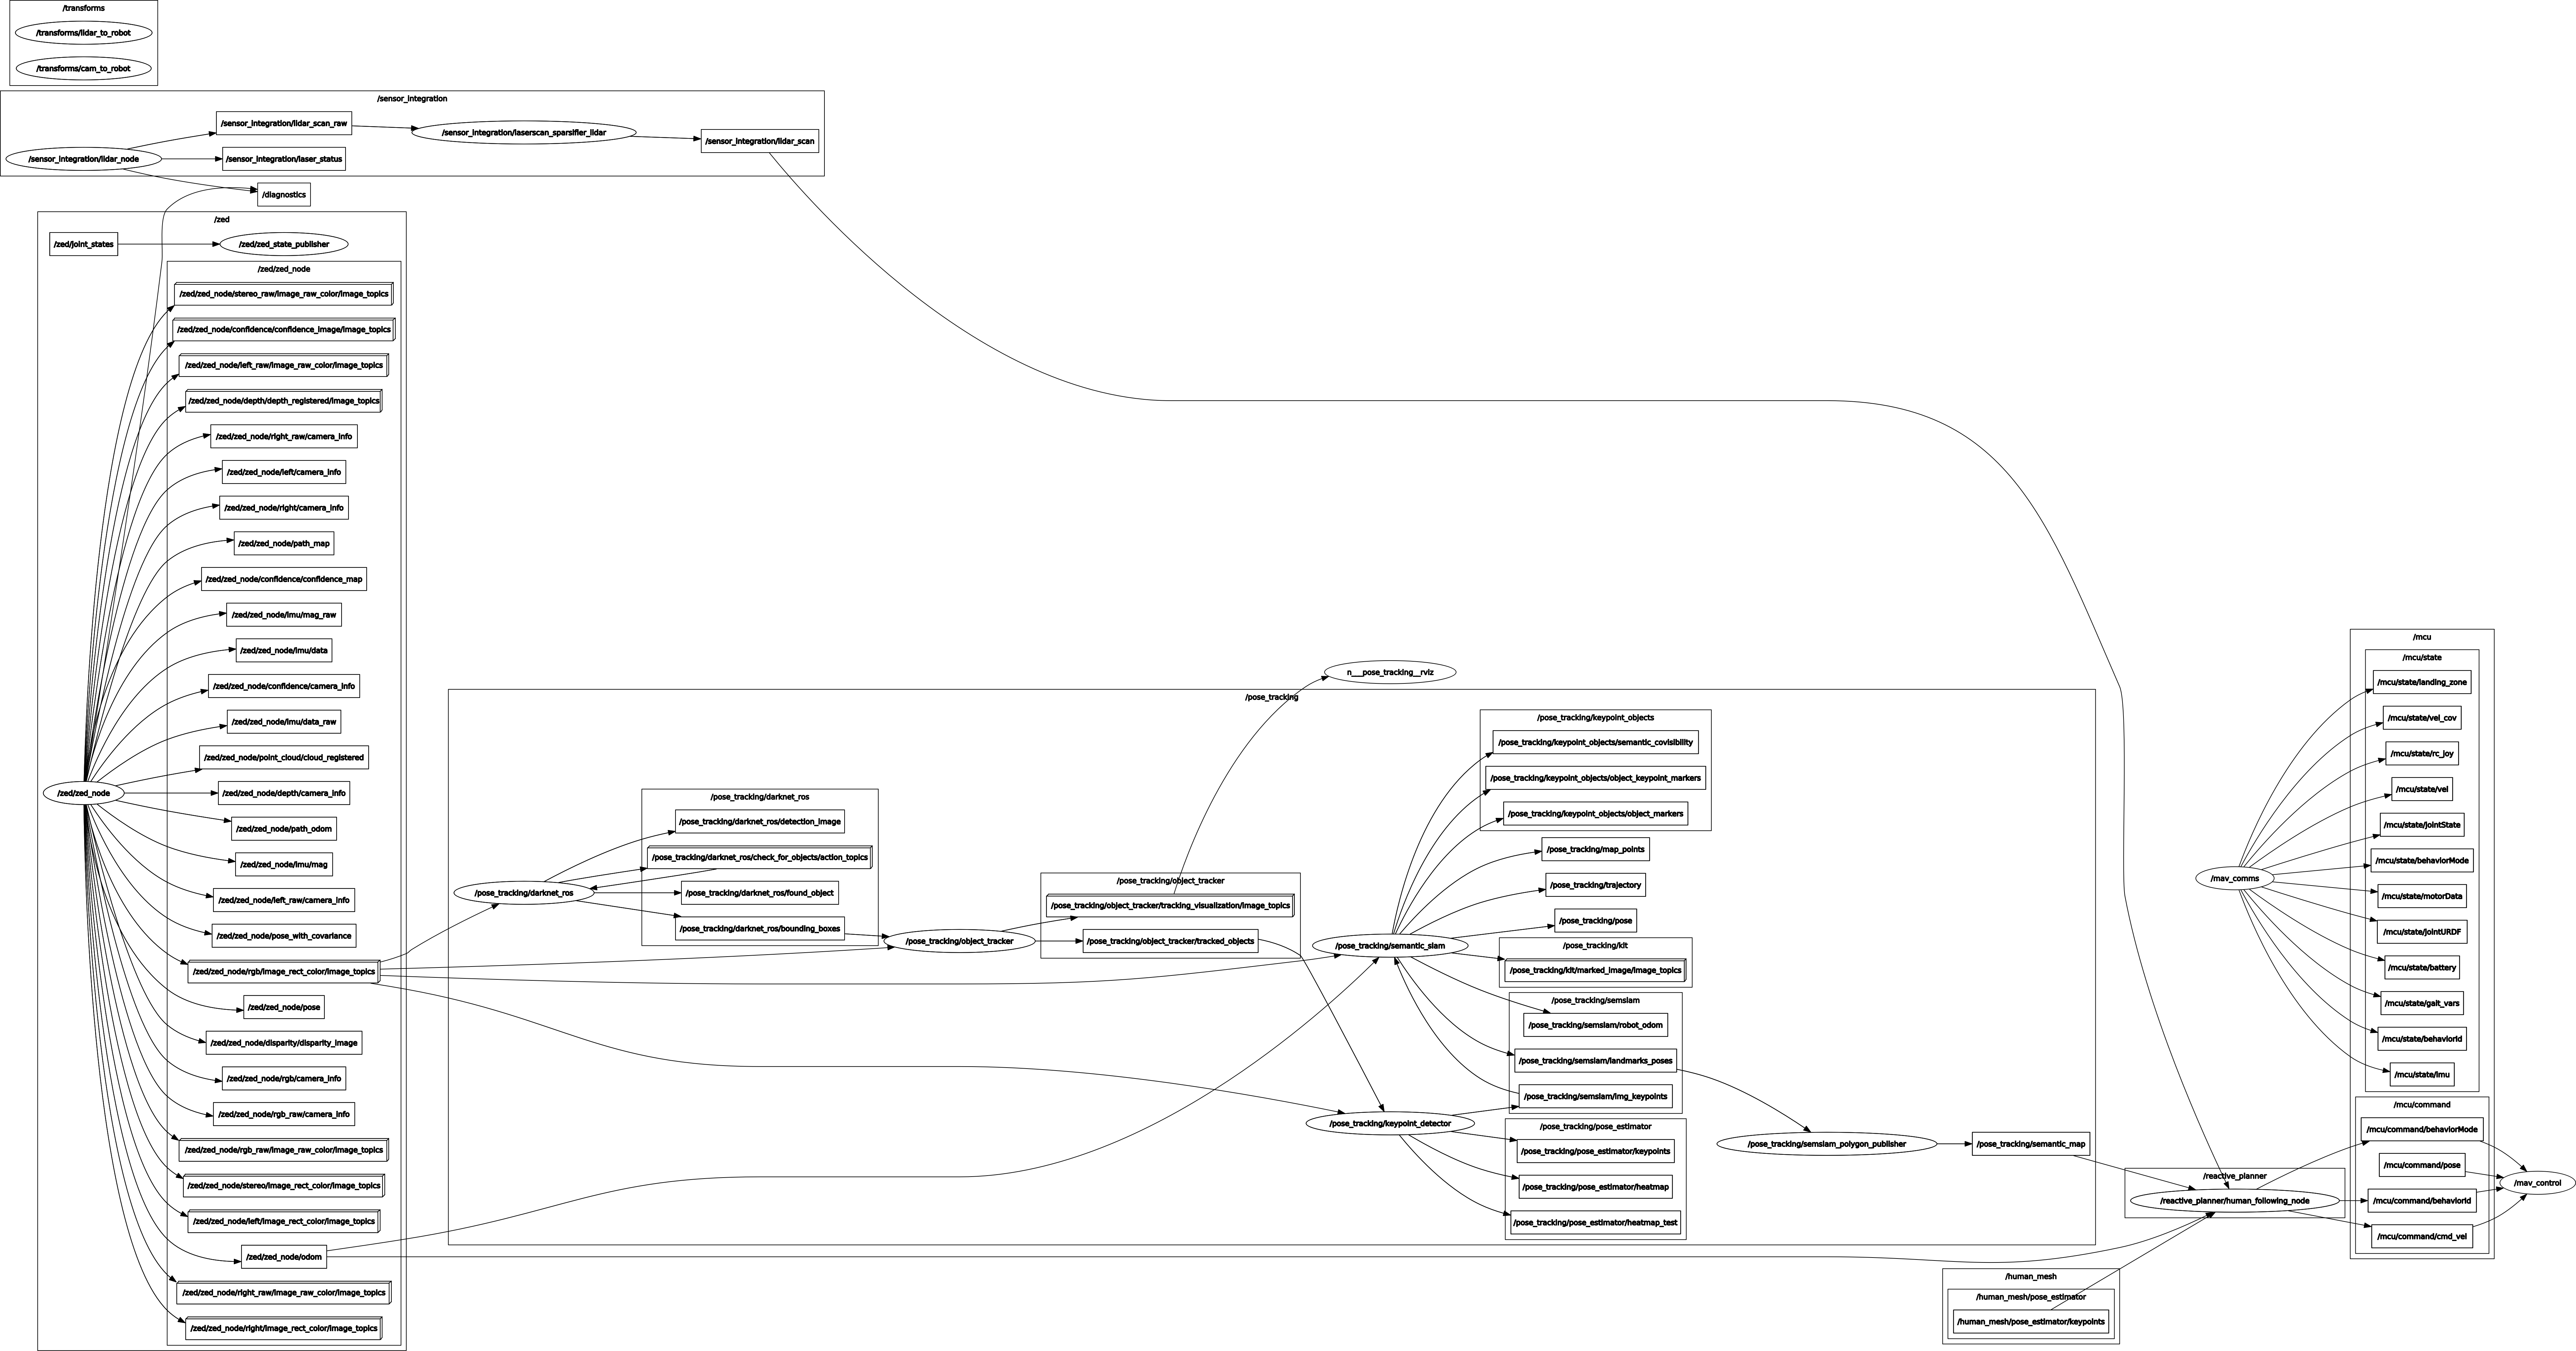 /transforms
/transforms/lidar_to_robot
/transforms/cam_to_robot
/sensor_integration
/sensor_integration/lidar_node
/sensor_integration/lidar_scan_raw
/sensor_integration/laser_status
/sensor_integration/laserscan_sparsifier_lidar
/sensor_integration/lidar_scan
/diagnostics
/zed
/zed/joint_states
/zed/zed_state_publisher
/zed/zed_node
/zed/zed_node
/zed/zed_node/stereo_raw/image_raw_color/image_topics
/zed/zed_node/confidence/confidence_image/image_topics
/zed/zed_node/left_raw/image_raw_color/image_topics
/zed/zed_node/depth/depth_registered/image_topics
/zed/zed_node/right_raw/camera_info
/zed/zed_node/left/camera_info
/zed/zed_node/right/camera_info
/zed/zed_node/path_map
/zed/zed_node/confidence/confidence_map
/zed/zed_node/imu/mag_raw
/zed/zed_node/imu/data
/zed/zed_node/confidence/camera_info
/zed/zed_node/imu/data_raw
/zed/zed_node/point_cloud/cloud_registered
/zed/zed_node/depth/camera_info
/zed/zed_node/path_odom
/zed/zed_node/imu/mag
/zed/zed_node/left_raw/camera_info
/zed/zed_node/pose_with_covariance
/zed/zed_node/rgb/image_rect_color/image_topics
/zed/zed_node/pose
/zed/zed_node/disparity/disparity_image
/zed/zed_node/rgb/camera_info
/zed/zed_node/rgb_raw/camera_info
/zed/zed_node/rgb_raw/image_raw_color/image_topics
/zed/zed_node/stereo/image_rect_color/image_topics
/zed/zed_node/left/image_rect_color/image_topics
/zed/zed_node/odom
/zed/zed_node/right_raw/image_raw_color/image_topics
/zed/zed_node/right/image_rect_color/image_topics
n___pose_tracking__rviz
/pose_tracking
/pose_tracking/darknet_ros
/pose_tracking/darknet_ros
/pose_tracking/darknet_ros/detection_image
/pose_tracking/darknet_ros/check_for_objects/action_topics
/pose_tracking/darknet_ros/found_object
/pose_tracking/darknet_ros/bounding_boxes
/pose_tracking/object_tracker
/pose_tracking/object_tracker
/pose_tracking/object_tracker/tracking_visualization/image_topics
/pose_tracking/object_tracker/tracked_objects
/pose_tracking/semantic_slam
/pose_tracking/keypoint_detector
/pose_tracking/keypoint_objects
/pose_tracking/keypoint_objects/semantic_covisibility
/pose_tracking/keypoint_objects/object_keypoint_markers
/pose_tracking/keypoint_objects/object_markers
/pose_tracking/map_points
/pose_tracking/trajectory
/pose_tracking/pose
/pose_tracking/klt
/pose_tracking/klt/marked_image/image_topics
/pose_tracking/semslam
/pose_tracking/semslam/robot_odom
/pose_tracking/semslam/landmarks_poses
/pose_tracking/semslam/img_keypoints
/pose_tracking/pose_estimator
/pose_tracking/pose_estimator/keypoints
/pose_tracking/pose_estimator/heatmap
/pose_tracking/pose_estimator/heatmap_test
/pose_tracking/semslam_polygon_publisher
/pose_tracking/semantic_map
/human_mesh
/human_mesh/pose_estimator
/human_mesh/pose_estimator/keypoints
/reactive_planner
/reactive_planner/human_following_node
/mav_comms
/mcu
/mcu/state
/mcu/state/landing_zone
/mcu/state/vel_cov
/mcu/state/rc_joy
/mcu/state/vel
/mcu/state/jointState
/mcu/state/behaviorMode
/mcu/state/motorData
/mcu/state/jointURDF
/mcu/state/battery
/mcu/state/gait_vars
/mcu/state/behaviorId
/mcu/state/imu
/mcu/command
/mcu/command/behaviorMode
/mcu/command/pose
/mcu/command/behaviorId
/mcu/command/cmd_vel
/mav_control